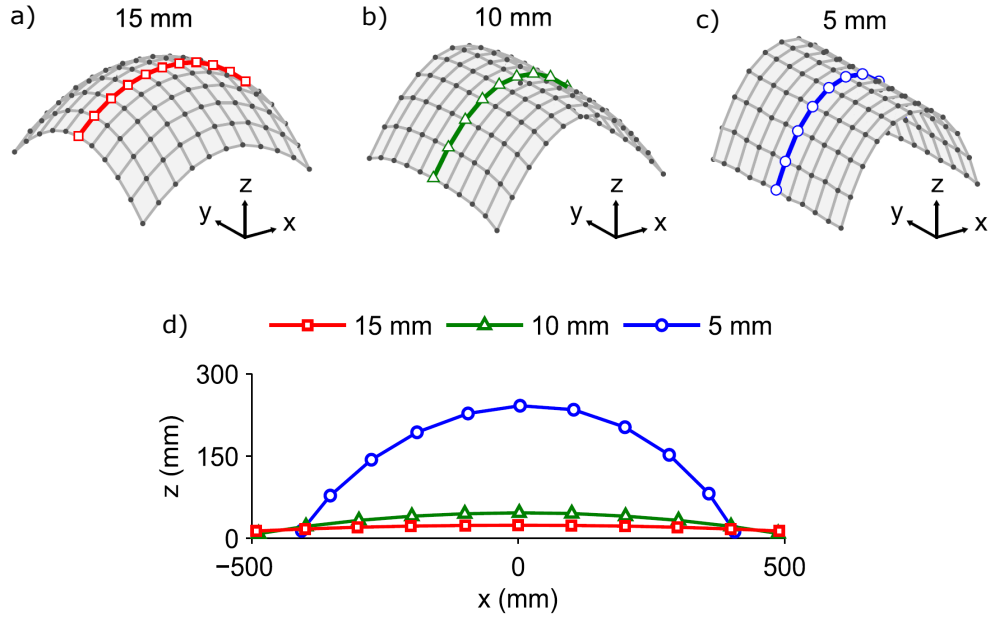 a) 15 mm
b) 10 mm
c) 5 mm
z y x
z y x
z y x
d) 15 mm 10 mm 5 mm
300
150
0
z (mm)
−500 0 500
x (mm)